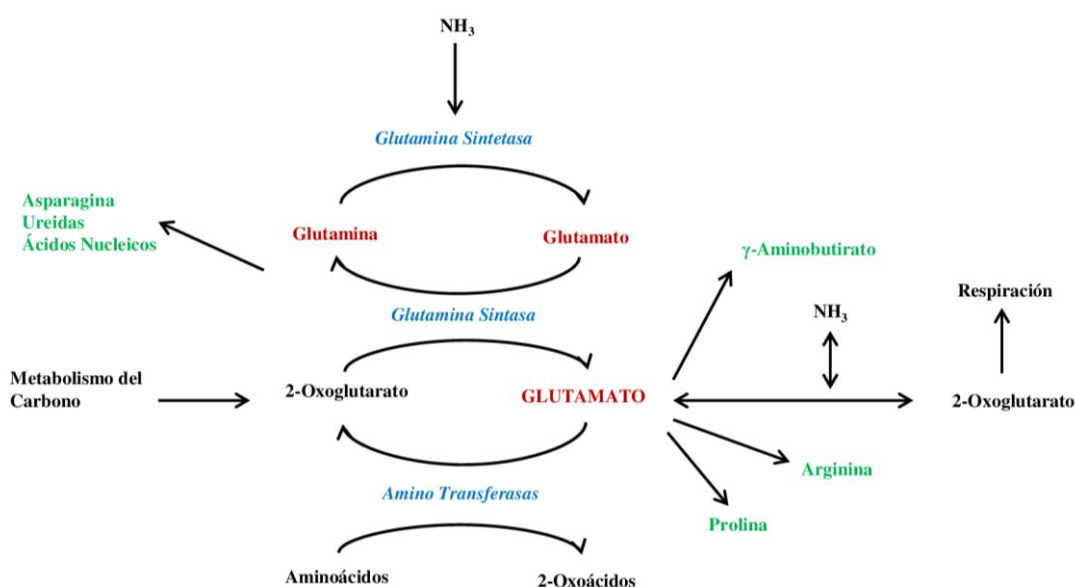 NH₃
Glutamina Sintetasa
Asparagina
Ureidas
Ácidos Nucleicos
Glutamina
Glutamato
γ-Aminobutirato
Glutamina Sintasa
Respiración
NH₃
Metabolismo del
Carbono
2-Oxoglutarato
GLUTAMATO
2-Oxoglutarato
Arginina
Amino Transferasas
Prolina
Aminoácidos
2-Oxoácidos